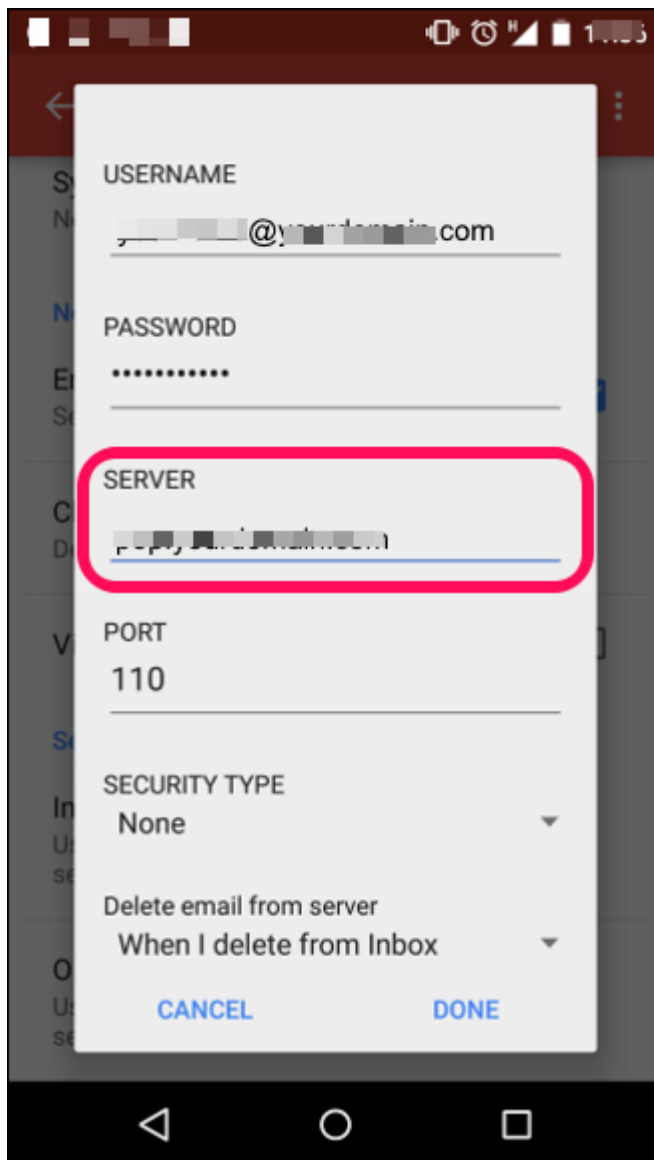 USERNAME
@ .com
PASSWORD
•••••••••••
SERVER
PORT
110
SECURITY TYPE
None
Delete email from server
When I delete from Inbox
CANCEL DONE